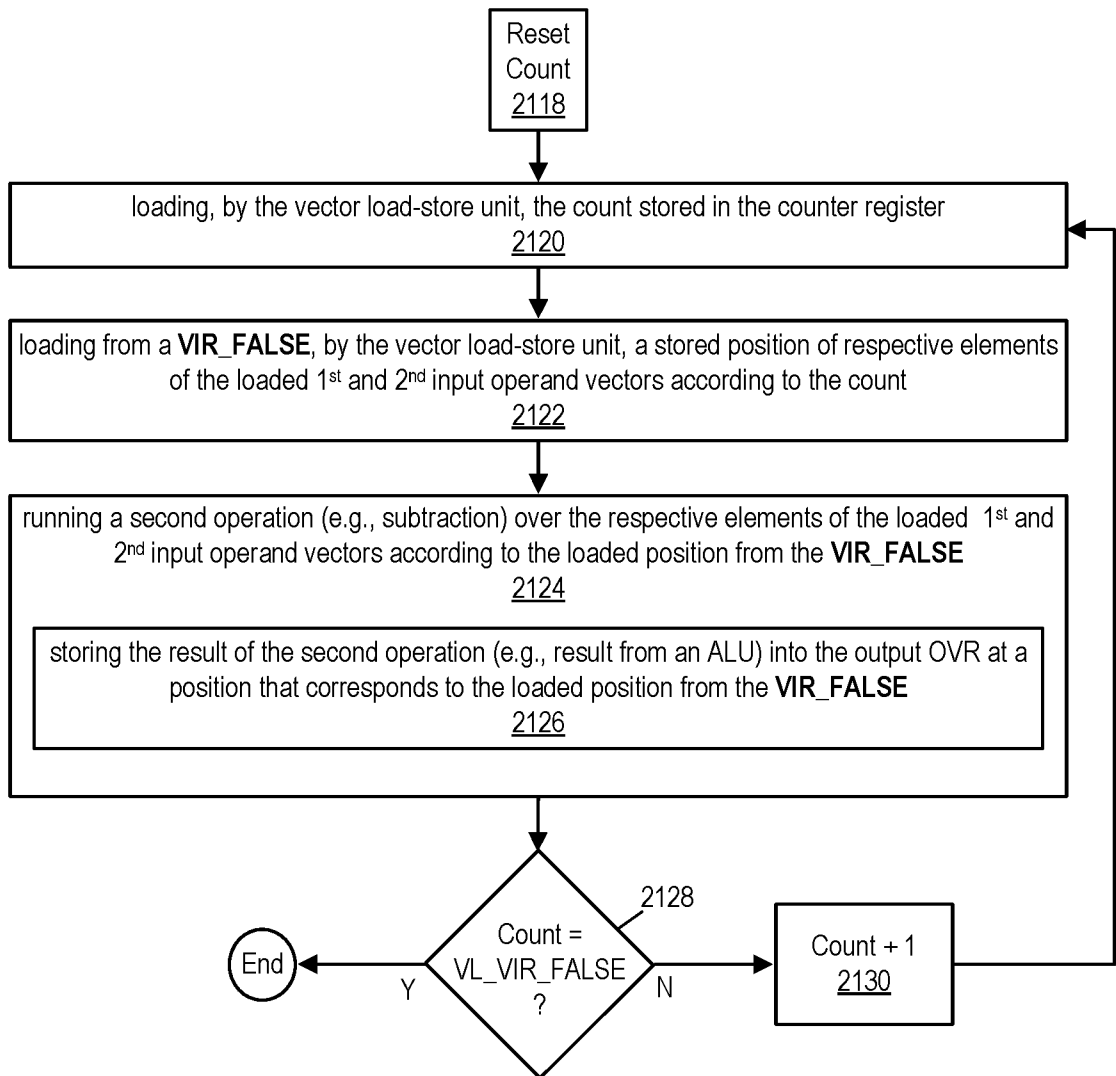 Reset
Count
2118
loading, by the vector load-store unit, the count stored in the counter register
2120
loading from a VIR_FALSE, by the vector load-store unit, a stored position of respective elements
of the loaded 1st and 2nd input operand vectors according to the count
2122
running a second operation (e.g., subtraction) over the respective elements of the loaded 1st and
2nd input operand vectors according to the loaded position from the VIR_FALSE
2124
storing the result of the second operation (e.g., result from an ALU) into the output OVR at a
position that corresponds to the loaded position from the VIR_FALSE
2126
2128
Count =
VL_VIR_FALSE
?
End
Y
N
Count + 1
2130